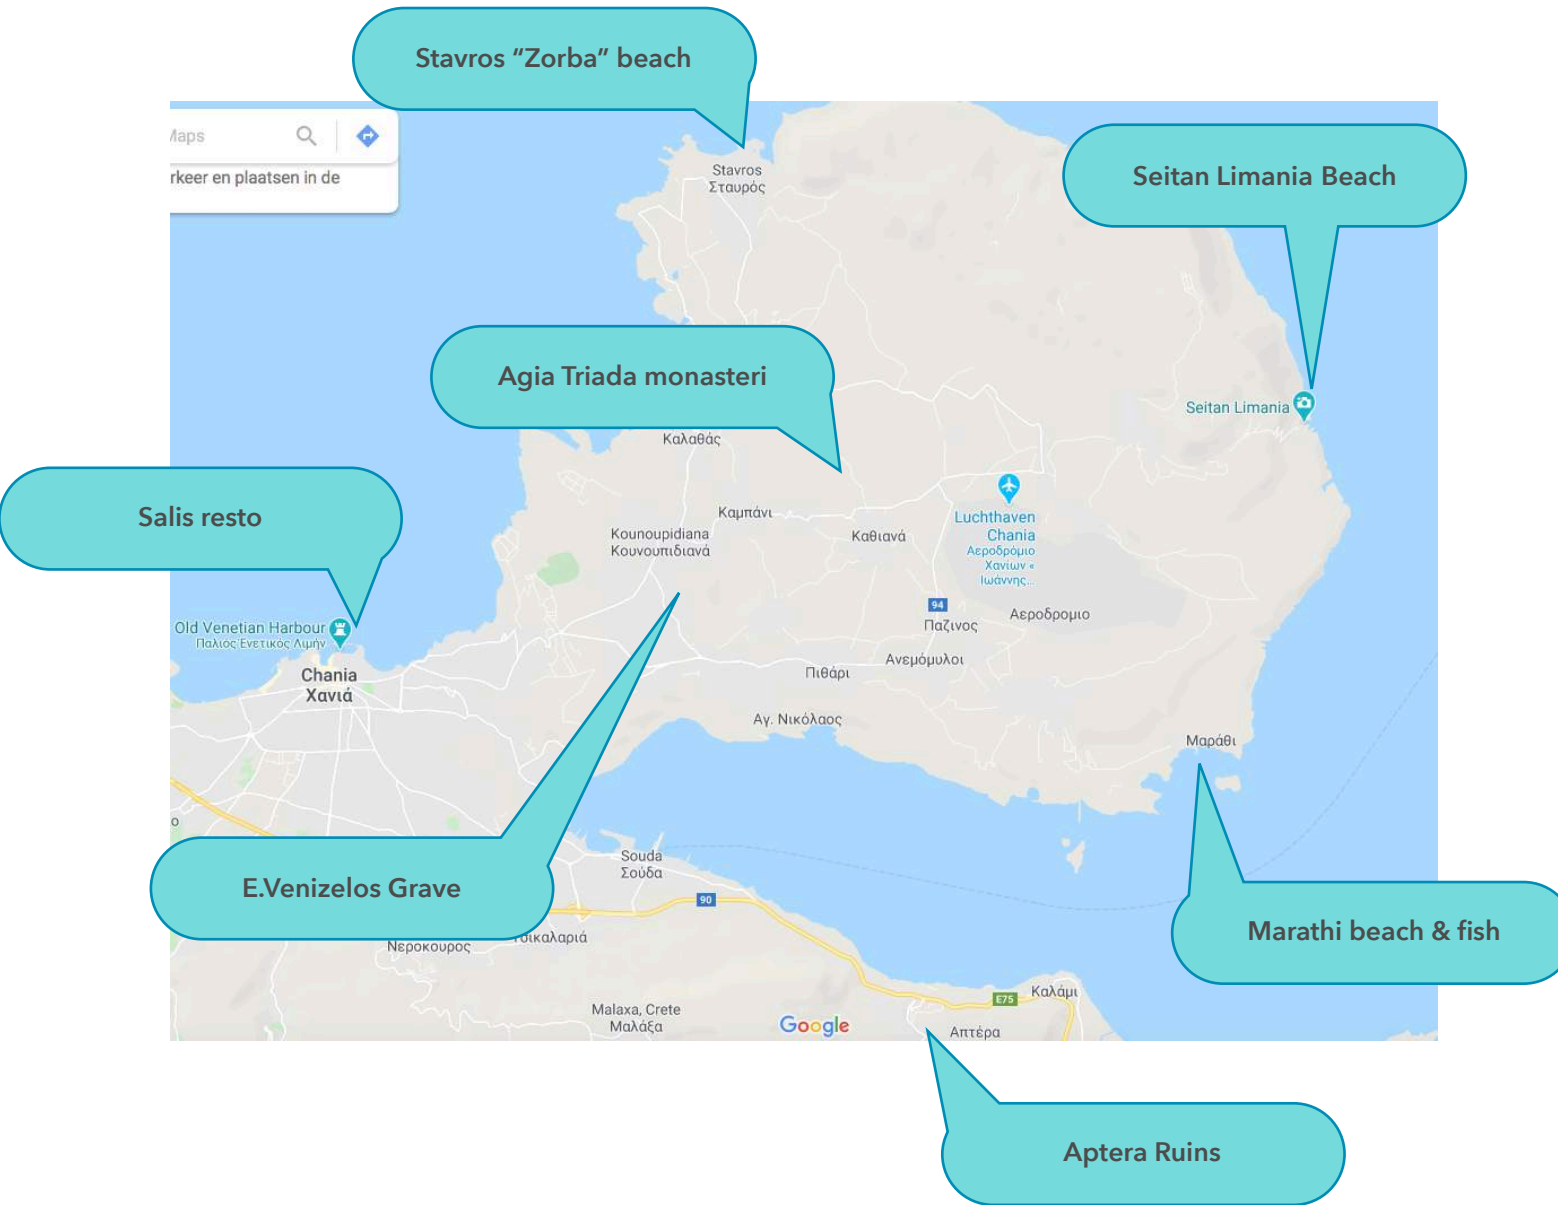 Stavros “Zorba” beach
Maps
rkeer en plaatsen in de
Stavros
Σταυρός
Seitan Limania Beach
Agia Triada monasteri
Seitan Limania
Καλαθάς
Salis resto
Καμπάνι
Kounoupidiana
Κουνουπιδιανά
Καθιανά
Luchthaven
Chania
Αεροδρόμιο
Χανίων «
Ιωάννης...
94
Παζινος
Αεροδρομιο
Old Venetian Harbour
Παλιός Ενετικός Λιμήν
Chania
Χανιά
Πιθάρι
Ανεμόμυλοι
Αγ. Νικόλαος
Μαράθι
Souda
Σούδα
E.Venizelos Grave
90
Νεροκουρος
Τσικαλαριά
Marathi beach & fish
Malaxa, Crete
Μαλάξα
Google
E75
Καλάμι
Απτέρα
Aptera Ruins